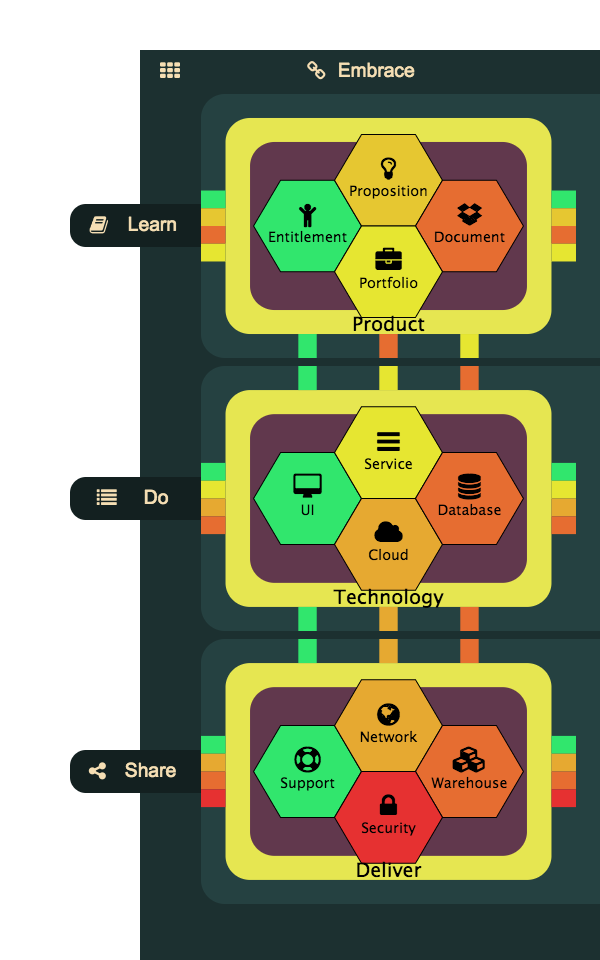 Embrace
Learn
Proposition
Entitlement
Document
Portfolio
Product
Do
Service
UI
Database
Cloud
Technology
Share
Network
Support
Warehouse
Security
Deliver